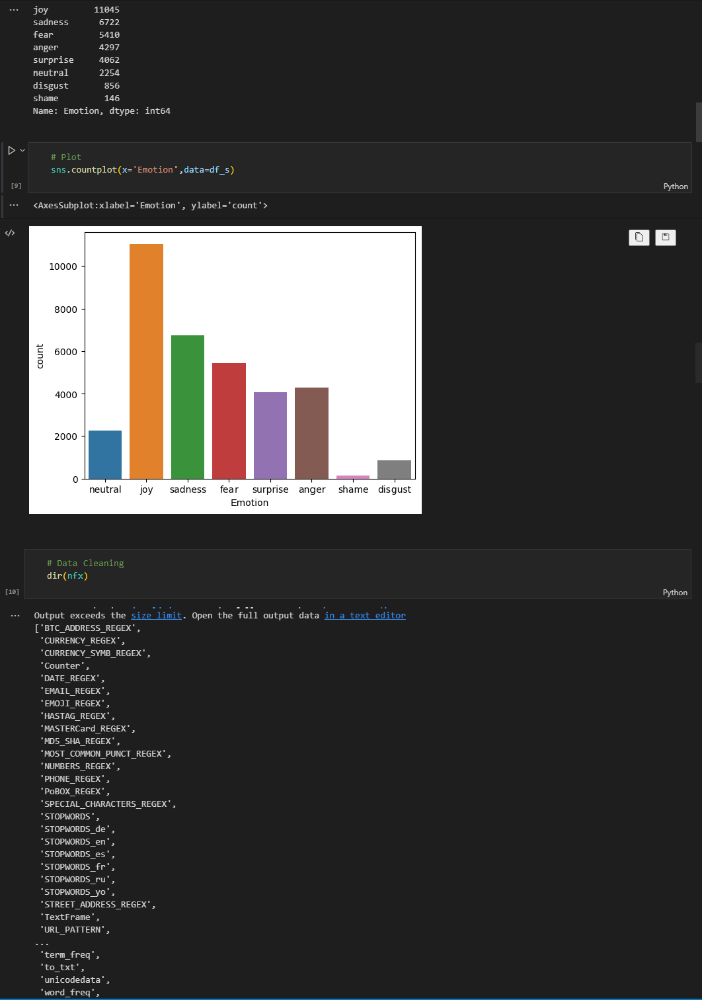 joy         11045
sadness      6722
fear         5410
anger        4297
surprise     4062
neutral      2254
disgust       856
shame         146
Name: Emotion, dtype: int64
# Plot
sns.countplot(x='Emotion',data=df_s)
[9]
Python
<AxesSubplot:xlabel='Emotion', ylabel='count'>
10000
8000
6000
4000
2000
0
count
neutral joy sadness fear surprise anger shame disgust
Emotion
# Data Cleaning
dir(nfx)
[10]
Python
Output exceeds the size limit. Open the full output data in a text editor
['BTC_ADDRESS_REGEX',
 'CURRENCY_REGEX',
 'CURRENCY_SYMB_REGEX',
 'Counter',
 'DATE_REGEX',
 'EMAIL_REGEX',
 'EMOJI_REGEX',
 'HASTAG_REGEX',
 'MASTERCard_REGEX',
 'MD5_SHA_REGEX',
 'MOST_COMMON_PUNCT_REGEX',
 'NUMBERS_REGEX',
 'PHONE_REGEX',
 'PoBOX_REGEX',
 'SPECIAL_CHARACTERS_REGEX',
 'STOPWORDS',
 'STOPWORDS_de',
 'STOPWORDS_en',
 'STOPWORDS_es',
 'STOPWORDS_fr',
 'STOPWORDS_ru',
 'STOPWORDS_yo',
 'STREET_ADDRESS_REGEX',
 'TextFrame',
 'URL_PATTERN',
...
 'term_freq',
 'to_txt',
 'unicodedata',
 'word_freq',